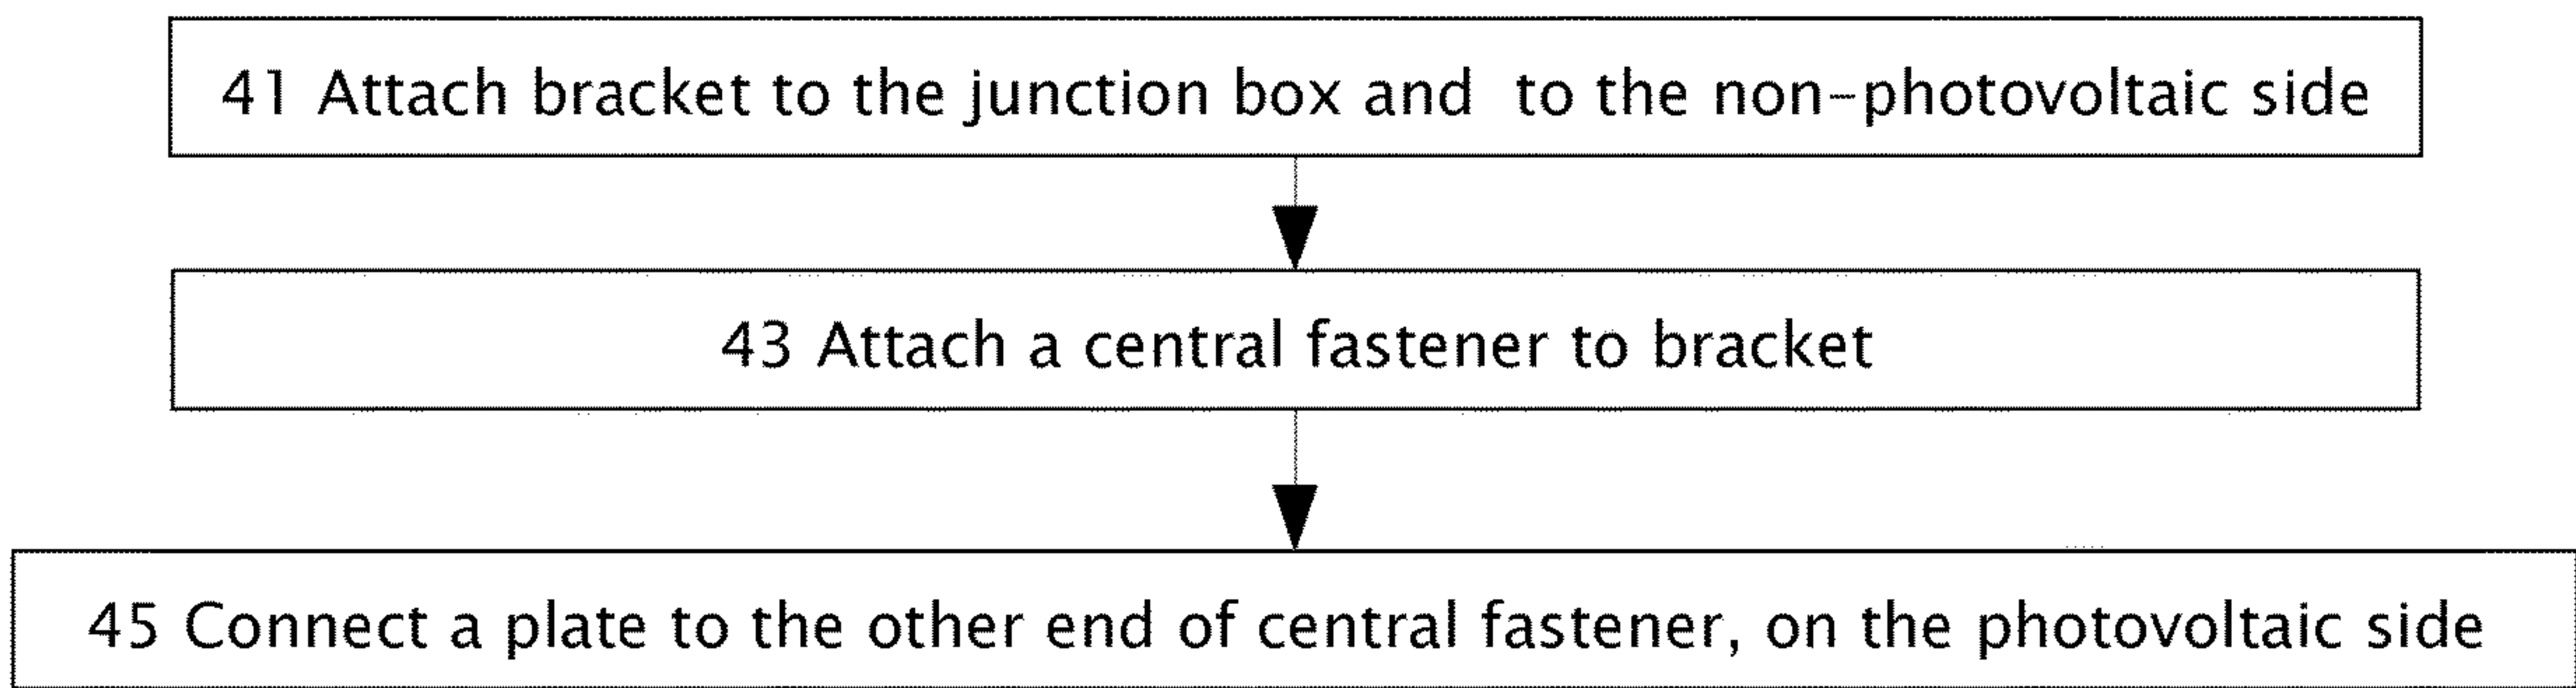 41 Attach bracket to the junction box and  to the non-photovoltaic side
43 Attach a central fastener to bracket
45 Connect a plate to the other end of central fastener, on the photovoltaic side